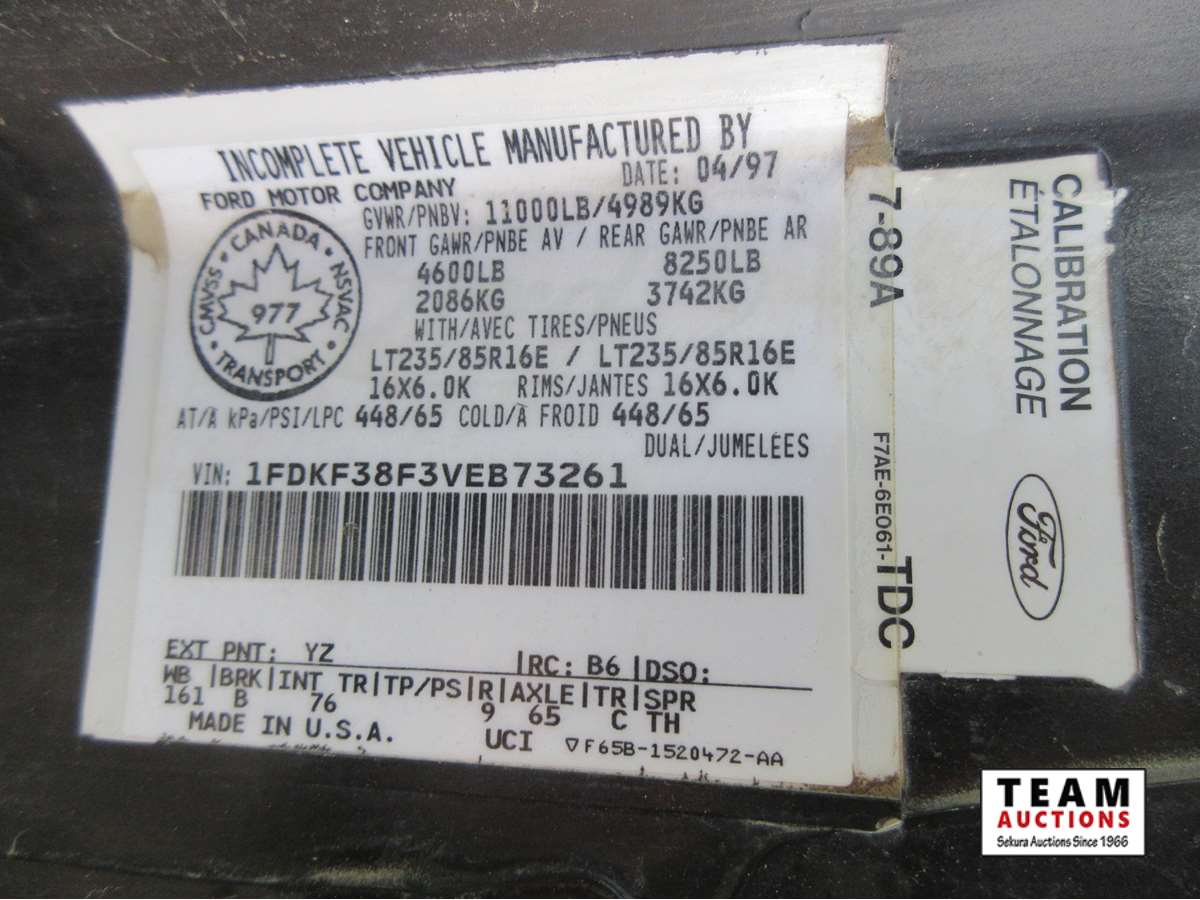 INCOMPLETE VEHICLE MANUFACTURED BY
FORD MOTOR COMPANY
DATE: 04/97
GVWR/PNBV: 11000LB/4989KG
FRONT GAWR/PNBE AV / REAR GAWR/PNBE AR
4600LB 8250LB
2086KG 3742KG
WITH/AVEC TIRES/PNEUS
LT235/85R16E / LT235/85R16E
16X6.0K RIMS/JANTES 16X6.0K
AT/A kPa/PSI/LPC 448/65 COLD/À FROID 448/65
DUAL/JUMELÉES
CANADA
CMVSS • NSVAC
977
TRANSPORT
VIN: 1FDKF38F3VEB73261
EXT PNT: YZ |RC: B6 |DSO:
WB |BRK|INT TR|TP/PS|R|AXLE|TR|SPR
161 B 76 9 65 C TH
MADE IN U.S.A.
UCI ▽F65B-1520472-AA
CALIBRATION
ÉTALONNAGE
7-89A
F7AE-6E061-TDC
Ford
TEAM
AUCTIONS
Sekura Auctions Since 1966